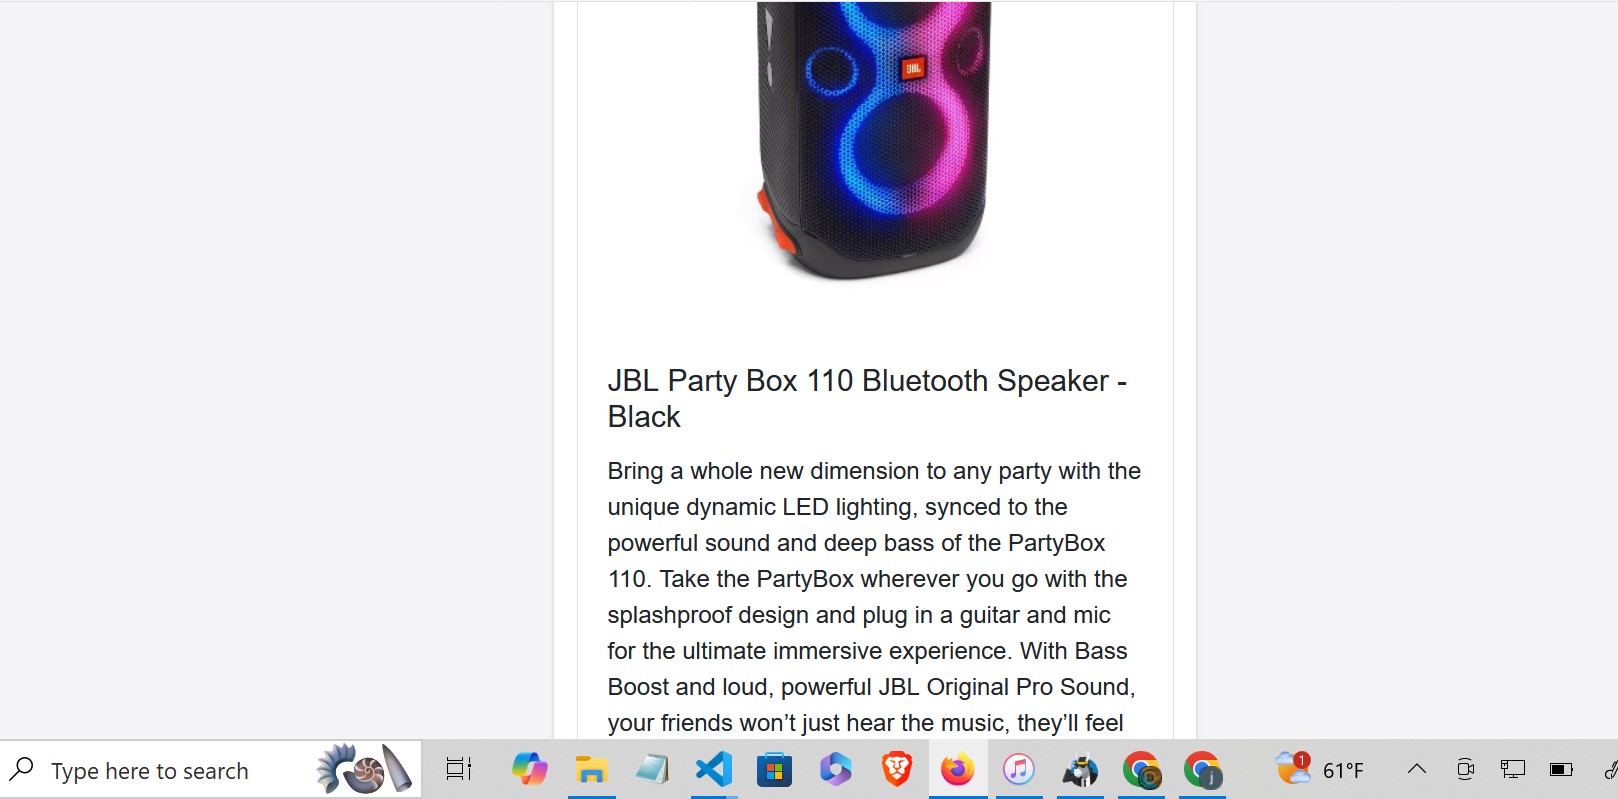 JBL
JBL Party Box 110 Bluetooth Speaker -
Black
Bring a whole new dimension to any party with the
unique dynamic LED lighting, synced to the
powerful sound and deep bass of the PartyBox
110. Take the PartyBox wherever you go with the
splashproof design and plug in a guitar and mic
for the ultimate immersive experience. With Bass
Boost and loud, powerful JBL Original Pro Sound,
your friends won’t just hear the music, they’ll feel
Type here to search
j
1
61°F